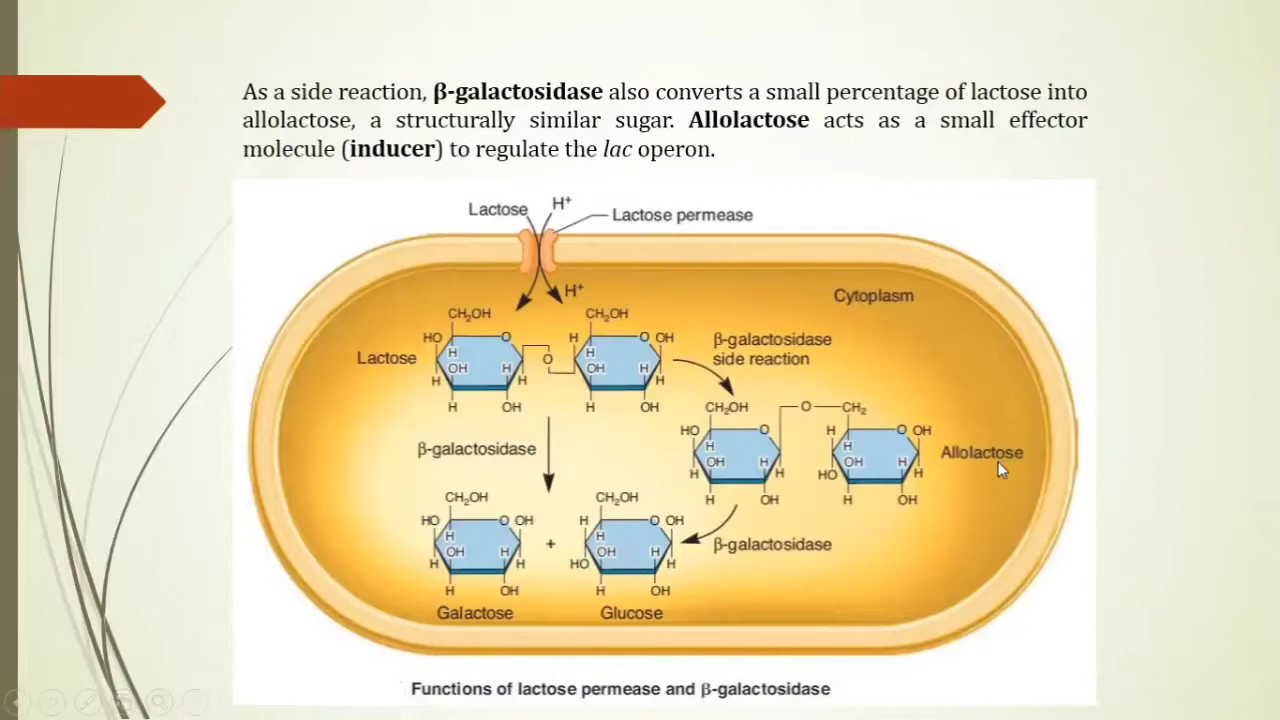 As a side reaction, β-galactosidase also converts a small percentage of lactose into
allolactose, a structurally similar sugar. Allolactose acts as a small effector
molecule (inducer) to regulate the lac operon.
Lactose
H⁺
Lactose permease
H⁺
Cytoplasm
CH₂OH
CH₂OH
HO
O
H
O
OH
β-galactosidase
side reaction
Lactose
H
OH
H
H
H
O
H
OH
H
H
H
OH
H
OH
CH₂OH
O
CH₂
HO
O
H
O
OH
H
OH
H
H
H
H
OH
H
HO
H
Allolactose
H
OH
H
OH
β-galactosidase
CH₂OH
CH₂OH
HO
O
OH
H
O
OH
H
OH
H
H
H
+
H
OH
H
HO
H
β-galactosidase
H
OH
H
OH
Galactose
Glucose
Functions of lactose permease and β-galactosidase